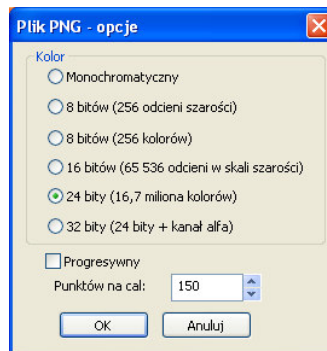 Plik PNG - opcje
Kolor
Monochromatyczny
8 bitów (256 odcieni szarości)
8 bitów (256 kolorów)
16 bitów (65 536 odcieni w skali szarości)
24 bity (16,7 miliona kolorów)
32 bity (24 bity + kanał alfa)
Progresywny
Punktów na cal: 150
OK Anuluj